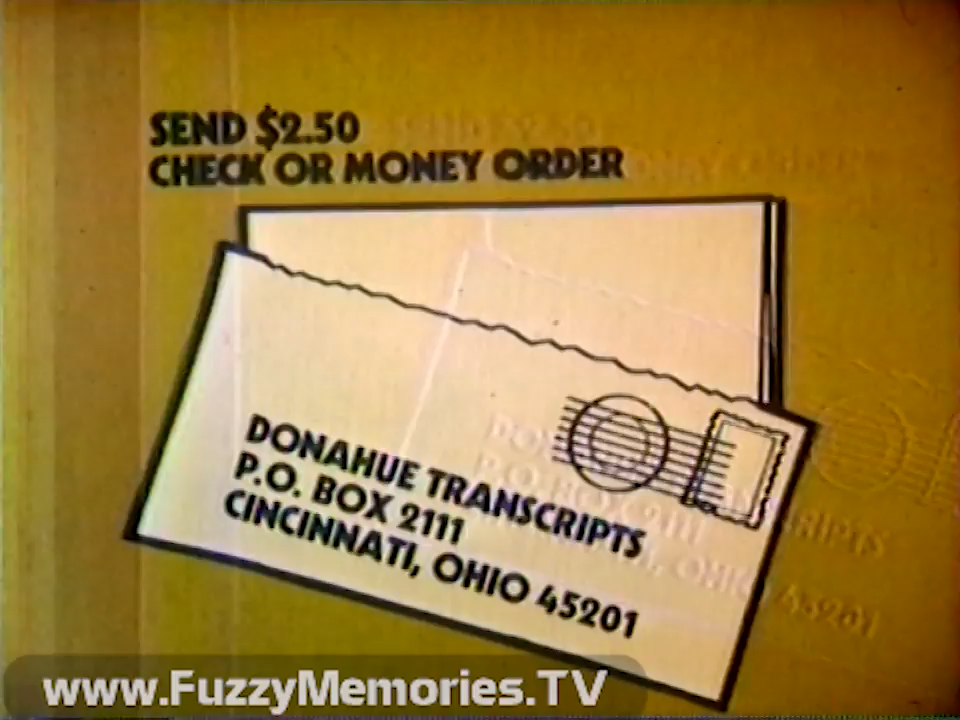 SEND $2.50
CHECK OR MONEY ORDER
DONAHUE TRANSCRIPTS
P.O. BOX 2111
CINCINNATI, OHIO 45201
www.FuzzyMemories.TV